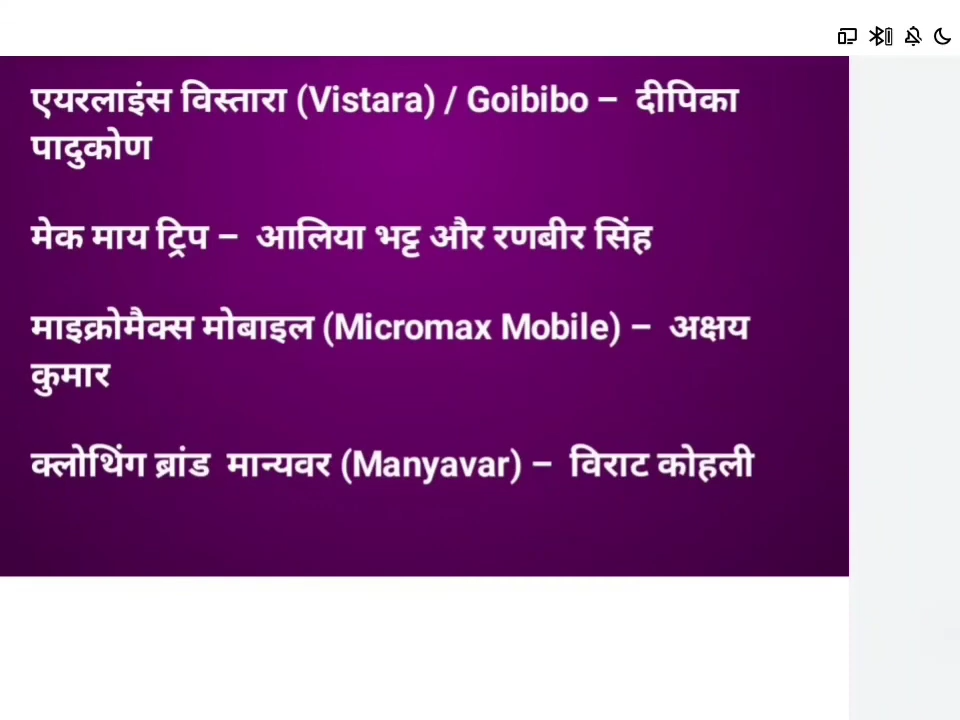 एयरलाइंस विस्तारा (Vistara) / Goibibo – दीपिका
पादुकोण
मेक माय ट्रिप – आलिया भट्ट और रणबीर सिंह
माइक्रोमैक्स मोबाइल (Micromax Mobile) – अक्षय
कुमार
क्लोथिंग ब्रांड मान्यवर (Manyavar) – विराट कोहली